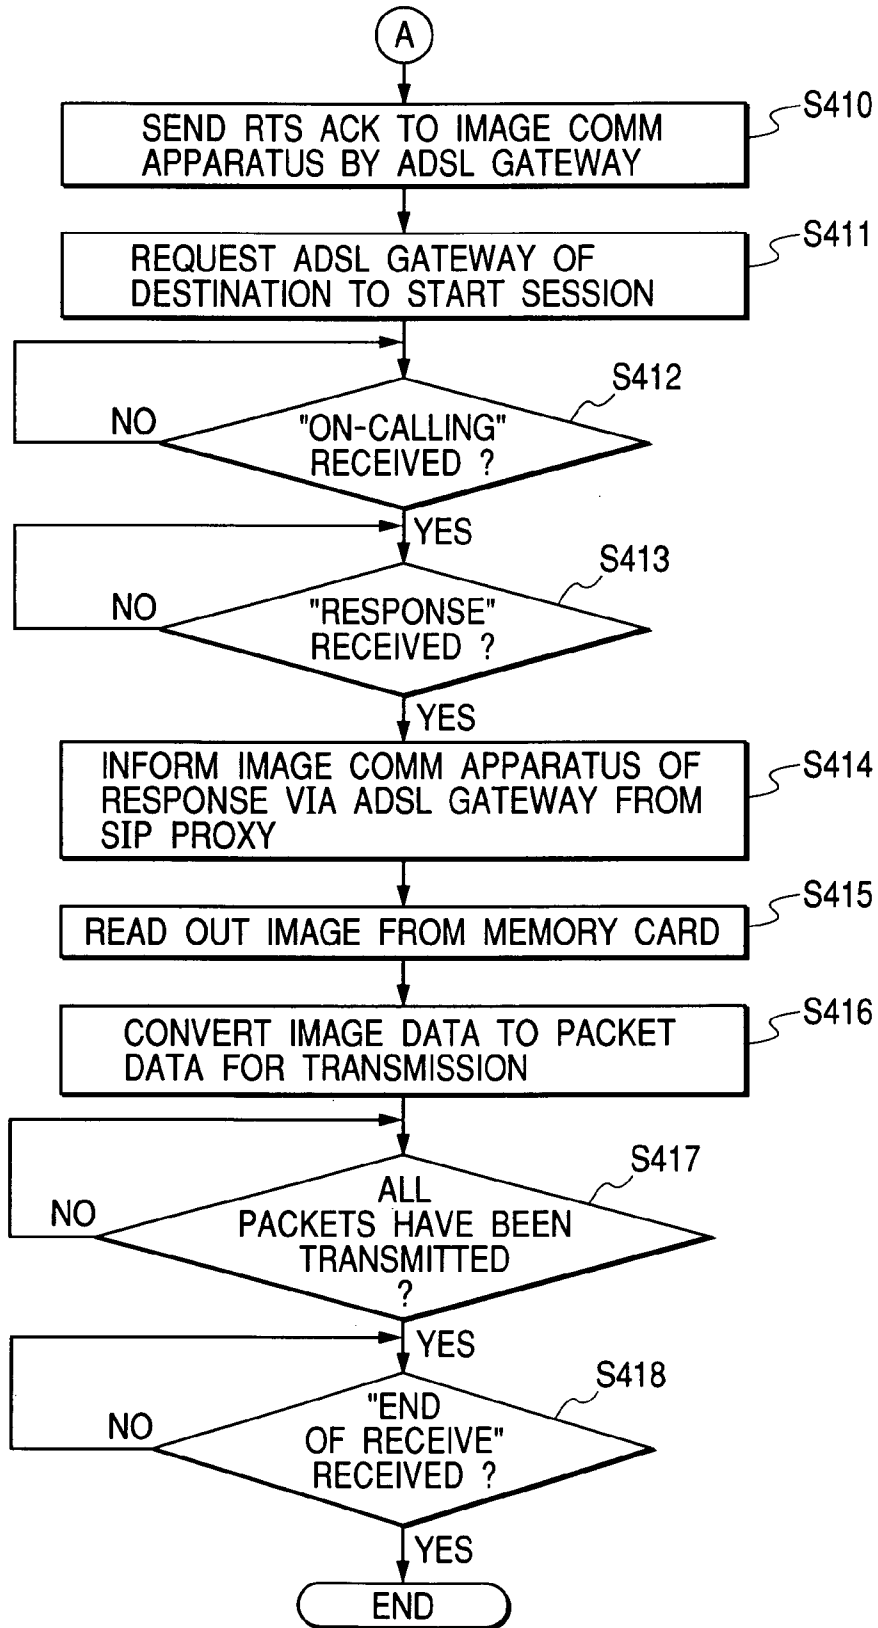 A
SEND RTS ACK TO IMAGE COMM
APPARATUS BY ADSL GATEWAY
S410
REQUEST ADSL GATEWAY OF
DESTINATION TO START SESSION
S411
"ON-CALLING"
RECEIVED ?
S412
NO
YES
"RESPONSE"
RECEIVED ?
S413
NO
YES
INFORM IMAGE COMM APPARATUS OF
RESPONSE VIA ADSL GATEWAY FROM
SIP PROXY
S414
READ OUT IMAGE FROM MEMORY CARD
S415
CONVERT IMAGE DATA TO PACKET
DATA FOR TRANSMISSION
S416
ALL
PACKETS HAVE BEEN
TRANSMITTED
?
S417
NO
YES
"END
OF RECEIVE"
RECEIVED ?
S418
NO
YES
END